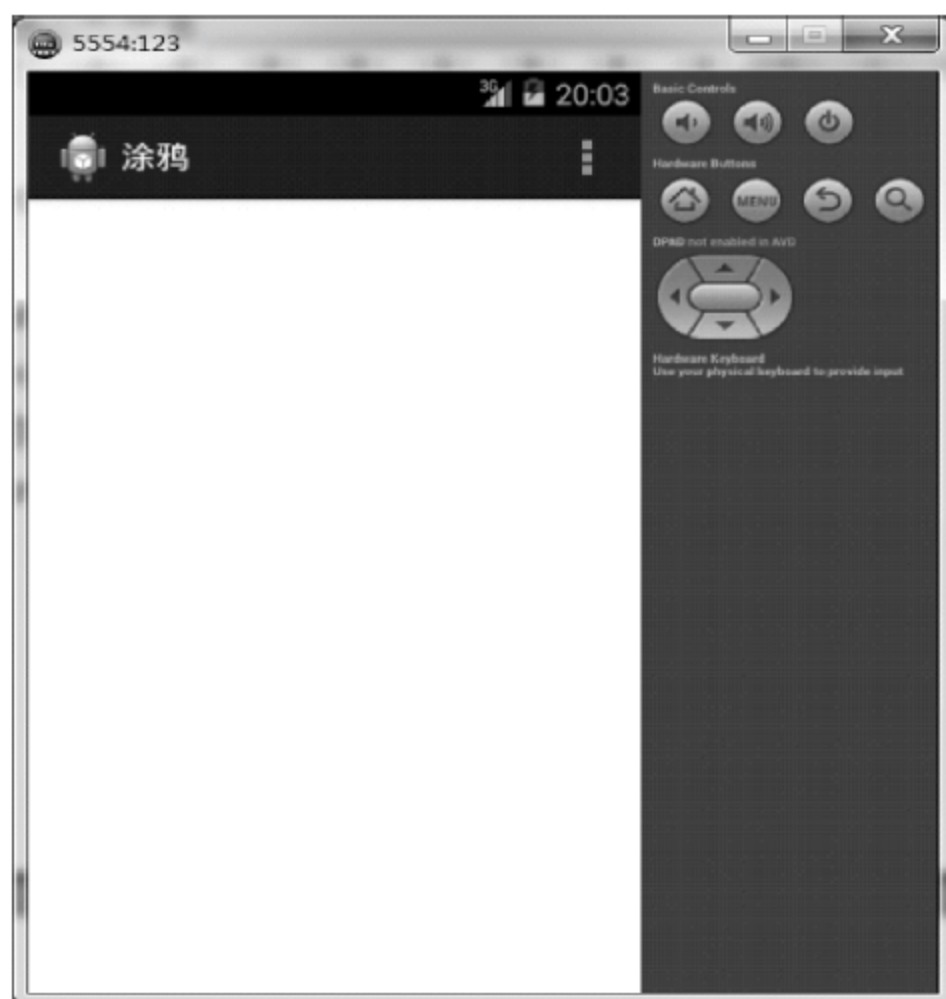 5554:123
3G 20:03
涂鸦
Basic Controls
Hardware Buttons
MENU
DPAD not enabled in AVD
Hardware Keyboard
Use your physical keyboard to provide input